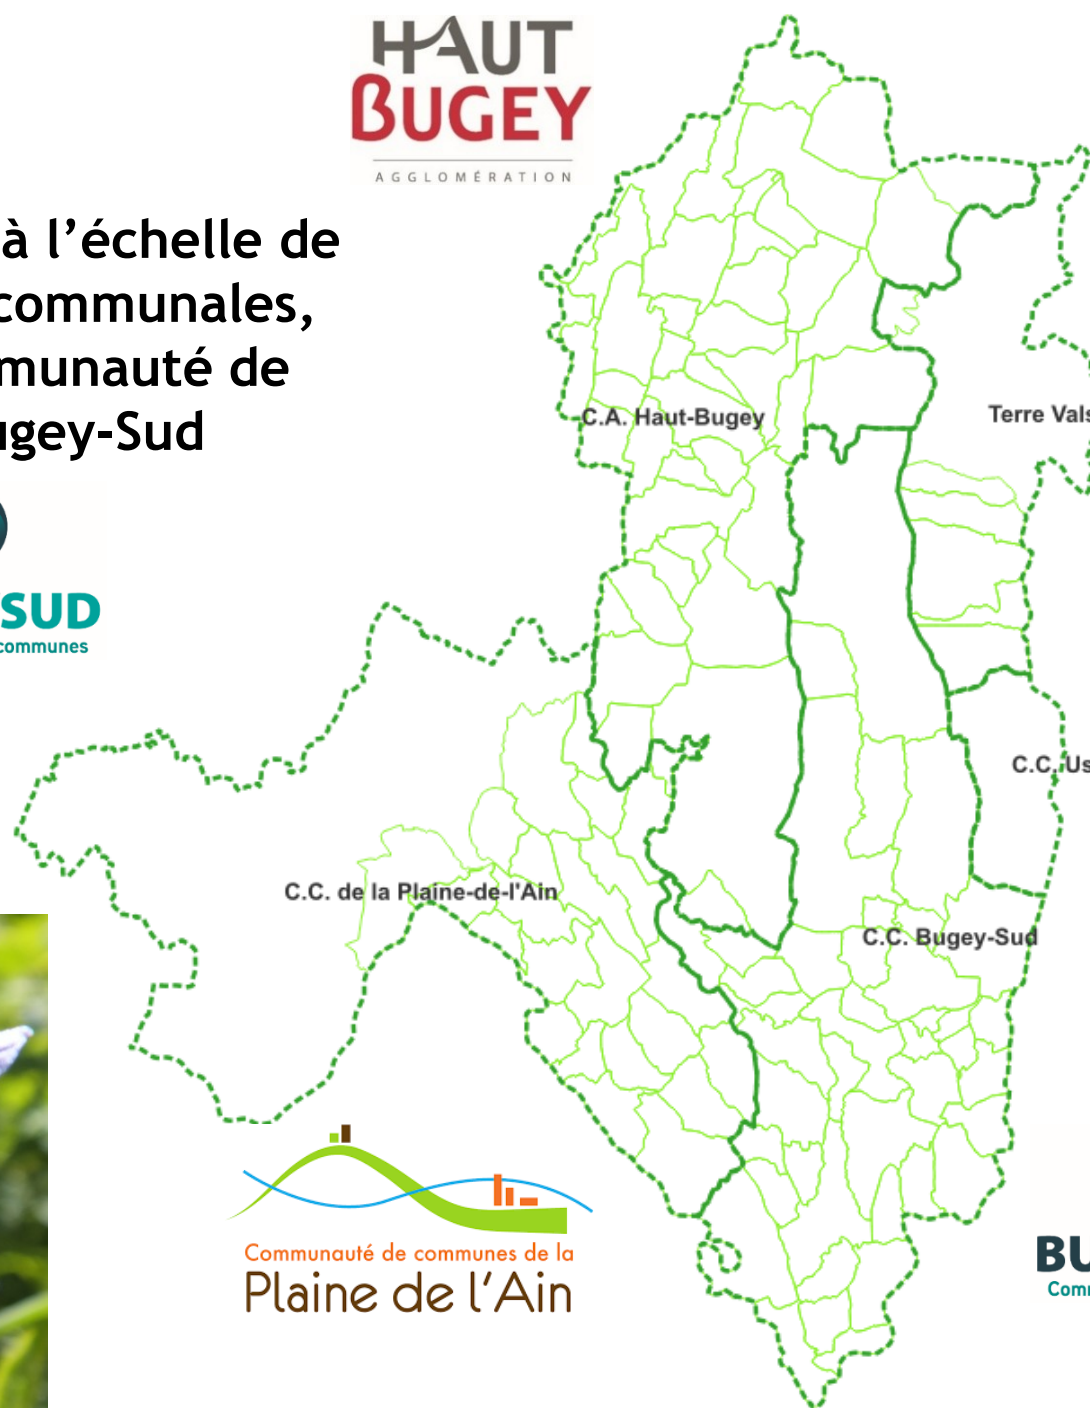 HAUT
BUGEY
AGGLOMÉRATION
à l’échelle de
communales,
munauté de
ugey-Sud
SUD
communes
C.A. Haut-Bugey
Terre Vals
C.C. Us
C.C. de la Plaine-de-l'Ain
C.C. Bugey-Sud
Communauté de communes de la
Plaine de l'Ain
BU
Comm